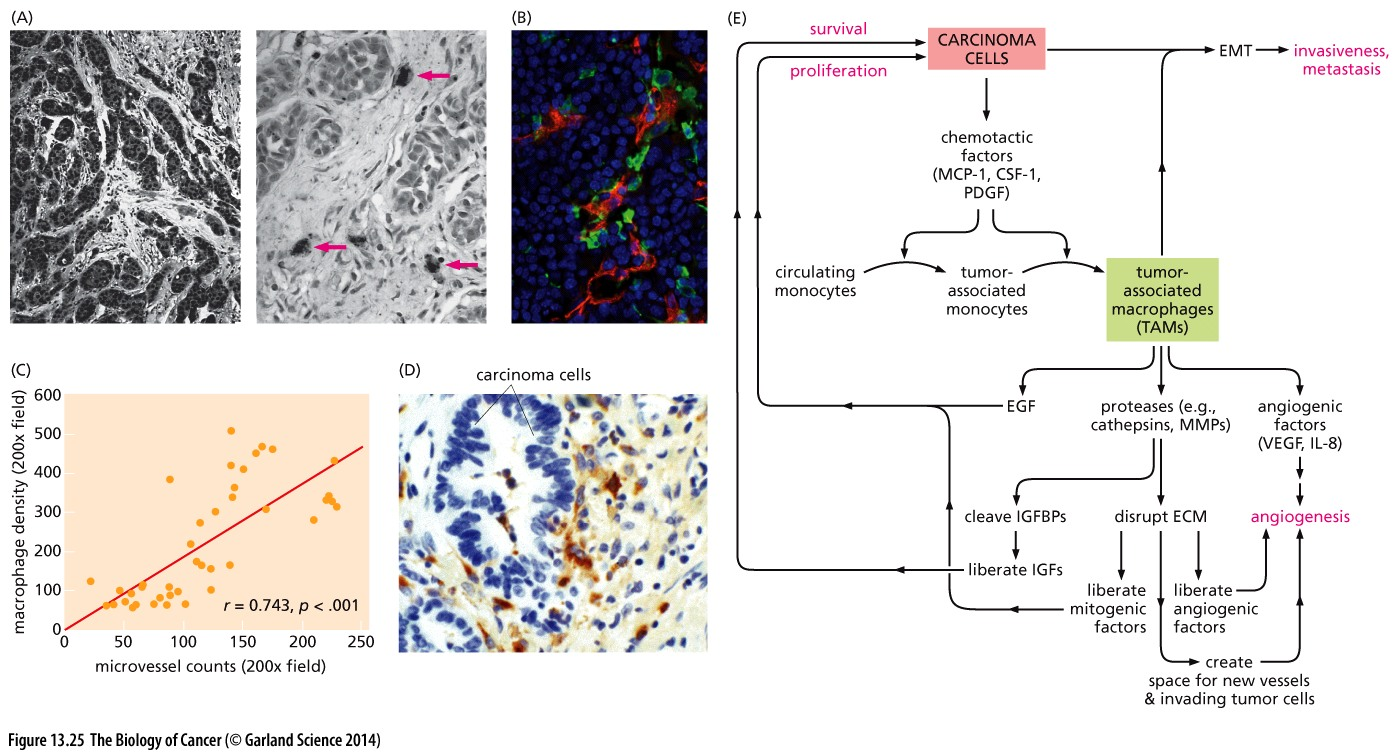 (A)
(B)
(C)
600
500
400
300
200
100
0
macrophage density (200x field)
0
50
100
150
200
250
microvessel counts (200x field)
r = 0.743, p < .001
(D)
carcinoma cells
(E)
survival
proliferation
CARCINOMA
CELLS
EMT
invasiveness,
metastasis
chemotactic
factors
(MCP-1, CSF-1,
PDGF)
circulating
monocytes
tumor-
associated
monocytes
tumor-
associated
macrophages
(TAMs)
EGF
proteases (e.g.,
cathepsins, MMPs)
angiogenic
factors
(VEGF, IL-8)
cleave IGFBPs
disrupt ECM
angiogenesis
liberate IGFs
liberate
mitogenic
factors
liberate
angiogenic
factors
create
space for new vessels
& invading tumor cells
Figure 13.25 The Biology of Cancer (© Garland Science 2014)